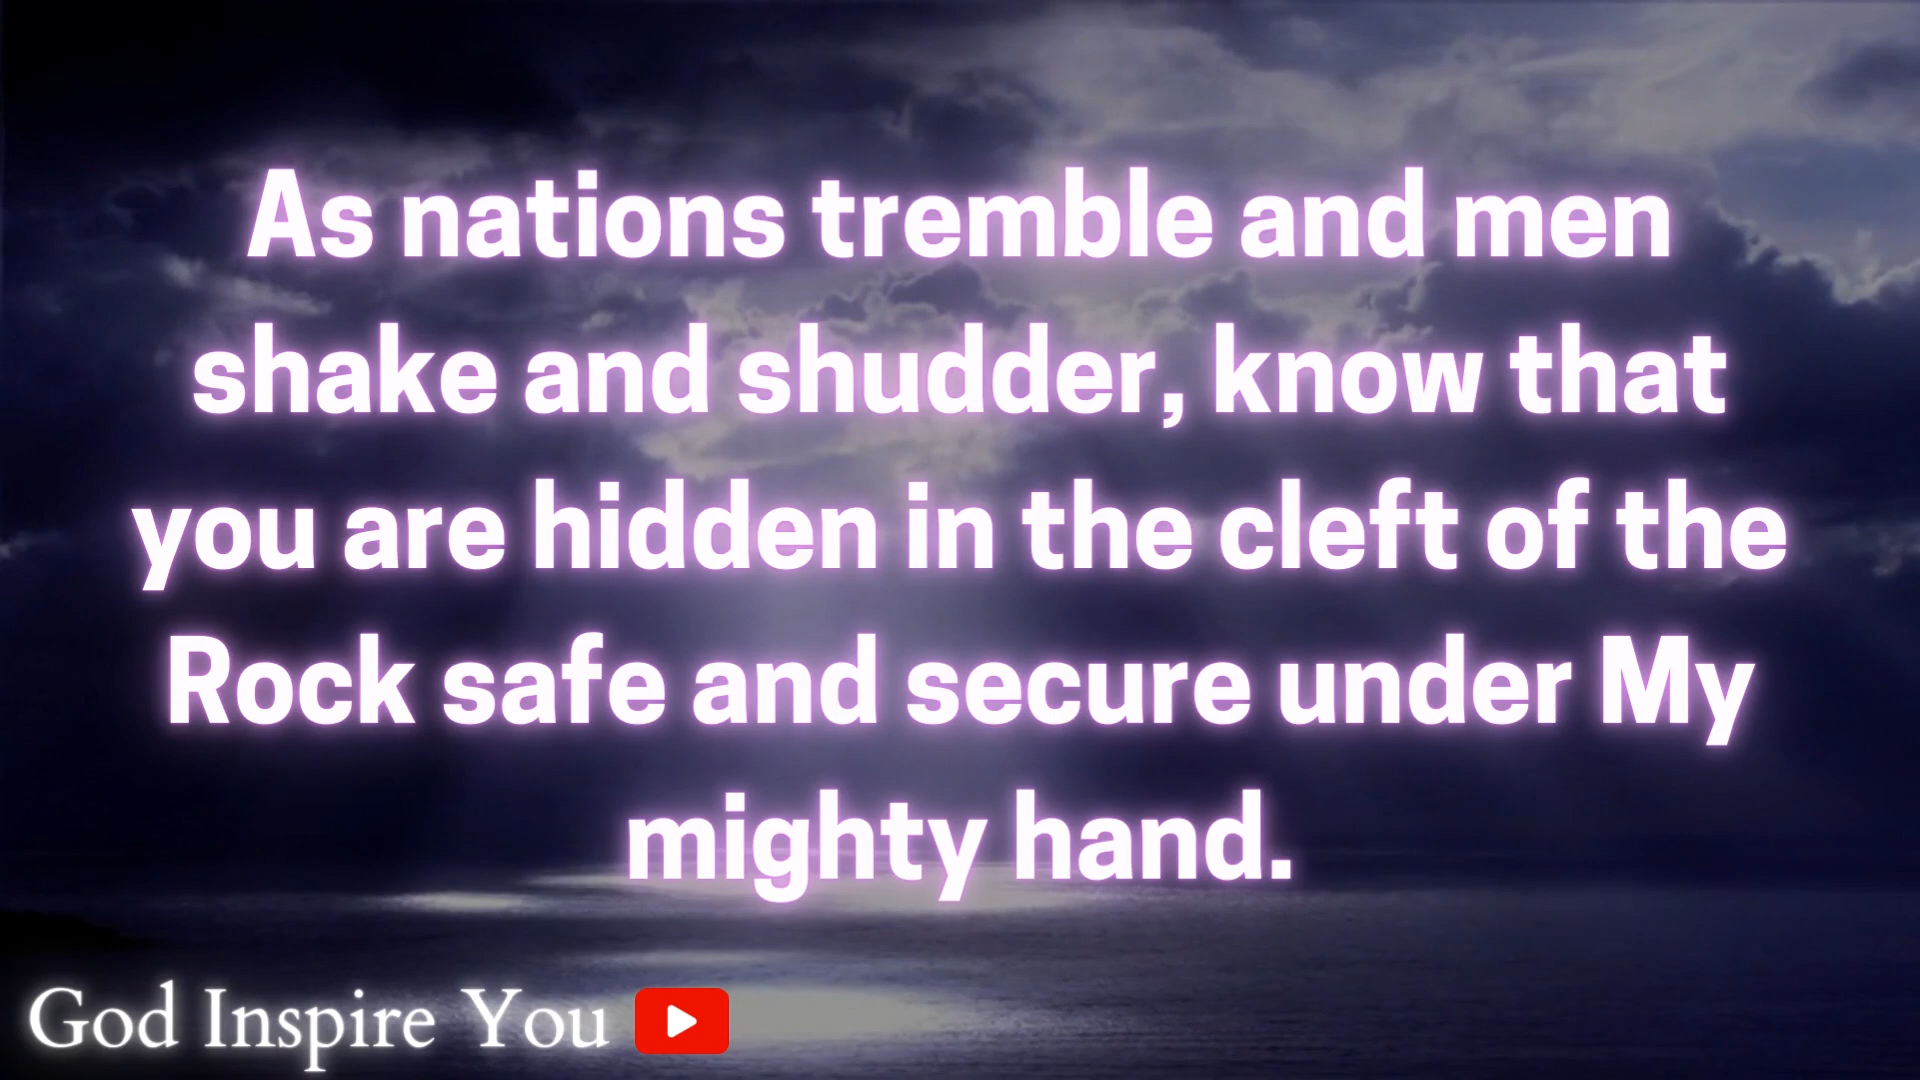 As nations tremble and men
shake and shudder, know that
you are hidden in the cleft of the
Rock safe and secure under My
mighty hand.
God Inspire You